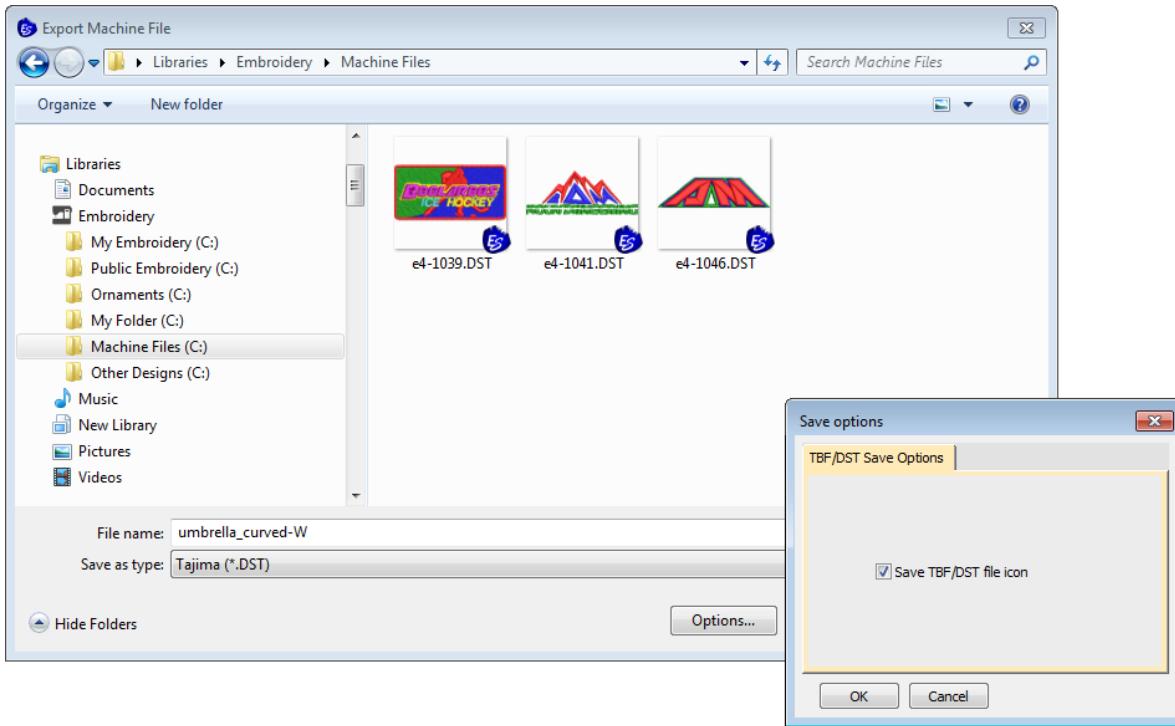 Export Machine File
Libraries Embroidery Machine Files
Search Machine Files
Organize New folder
Libraries
Documents
Embroidery
My Embroidery (C:)
Public Embroidery (C:)
Ornaments (C:)
My Folder (C:)
Machine Files (C:)
Other Designs (C:)
Music
New Library
Pictures
Videos
ICE HOCKEY
ES ES ES
e4-1039.DST e4-1041.DST e4-1046.DST
File name: umbrella_curved-W
Save as type: Tajima (*.DST)
Hide Folders
Options...
Save options
TBF/DST Save Options
Save TBF/DST file icon
OK Cancel